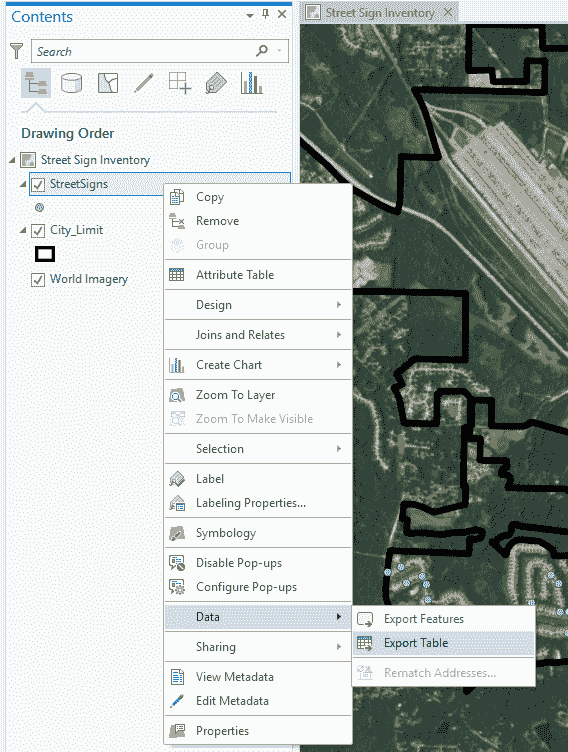 Contents
Street Sign Inventory
Search
Drawing Order
Street Sign Inventory
StreetSigns
City_Limit
World Imagery
Copy
Remove
Group
Attribute Table
Design
Joins and Relates
Create Chart
Zoom To Layer
Zoom To Make Visible
Selection
Label
Labeling Properties...
Symbology
Disable Pop-ups
Configure Pop-ups
Data
Sharing
View Metadata
Edit Metadata
Properties
Export Features
Export Table
Rematch Addresses...